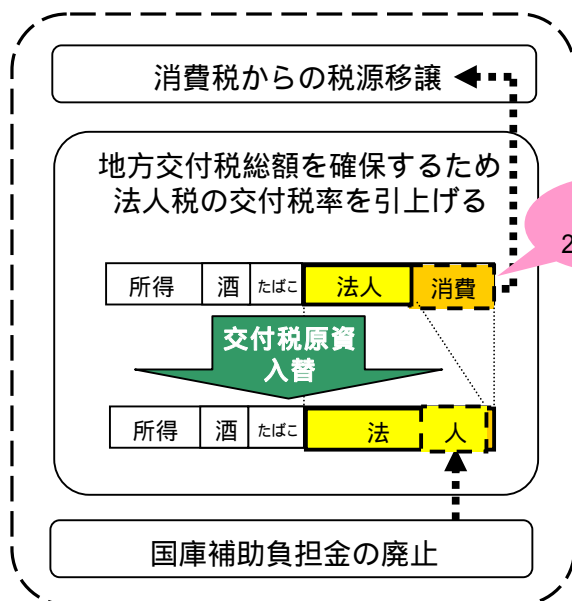 消費税からの税源移譲
地方交付税総額を確保するため
法人税の交付税率を引上げる
2
所得 酒 たばこ 法人 消費
交付税原資
入替
所得 酒 たばこ 法 人
国庫補助負担金の廃止